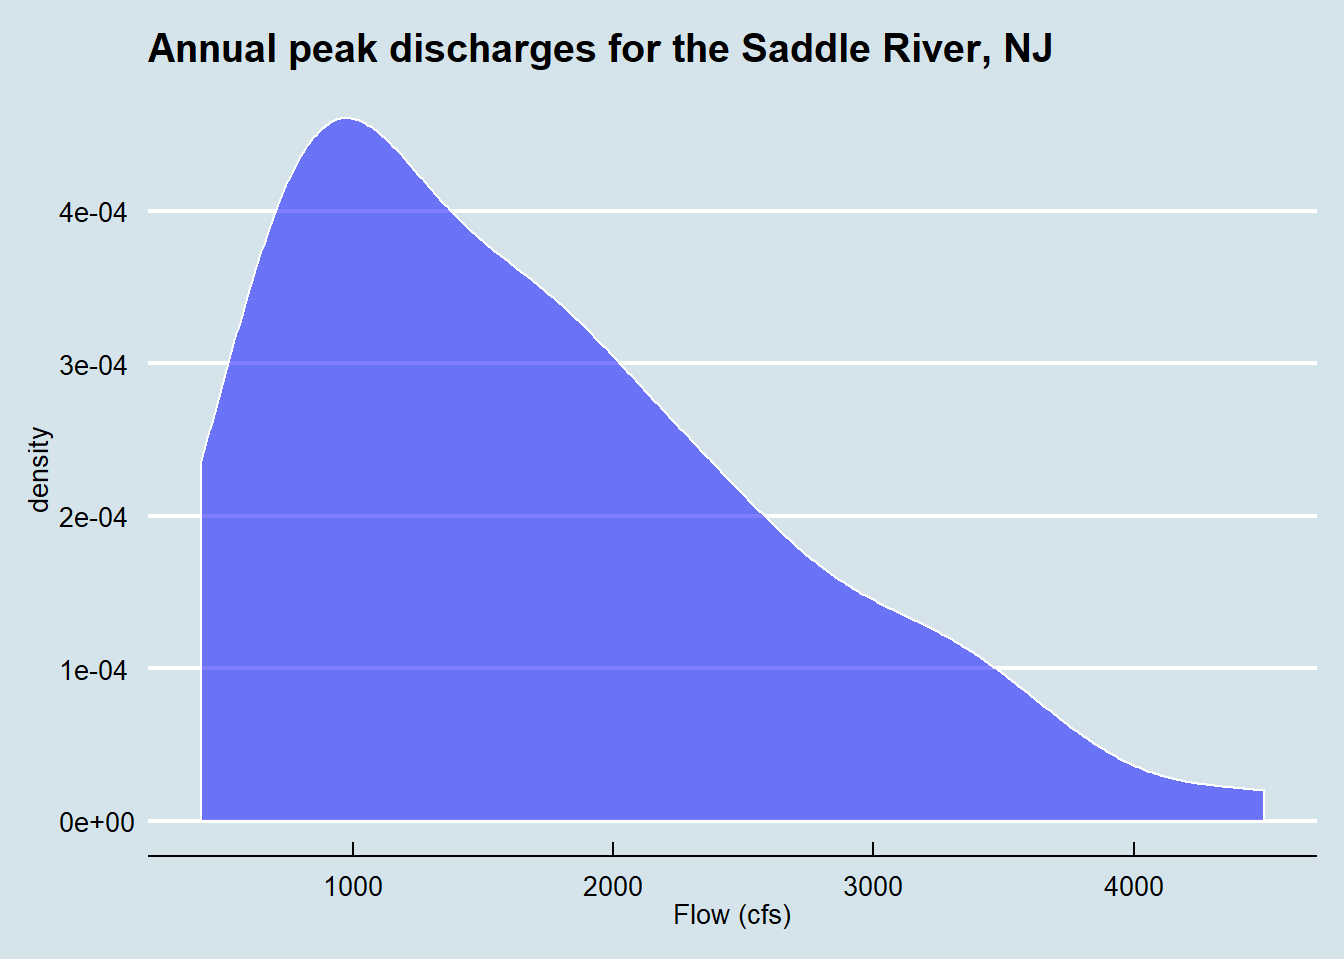 Annual peak discharges for the Saddle River, NJ
4e-04
3e-04
density
2e-04
1e-04
0e+00
1000 2000 3000 4000
Flow (cfs)